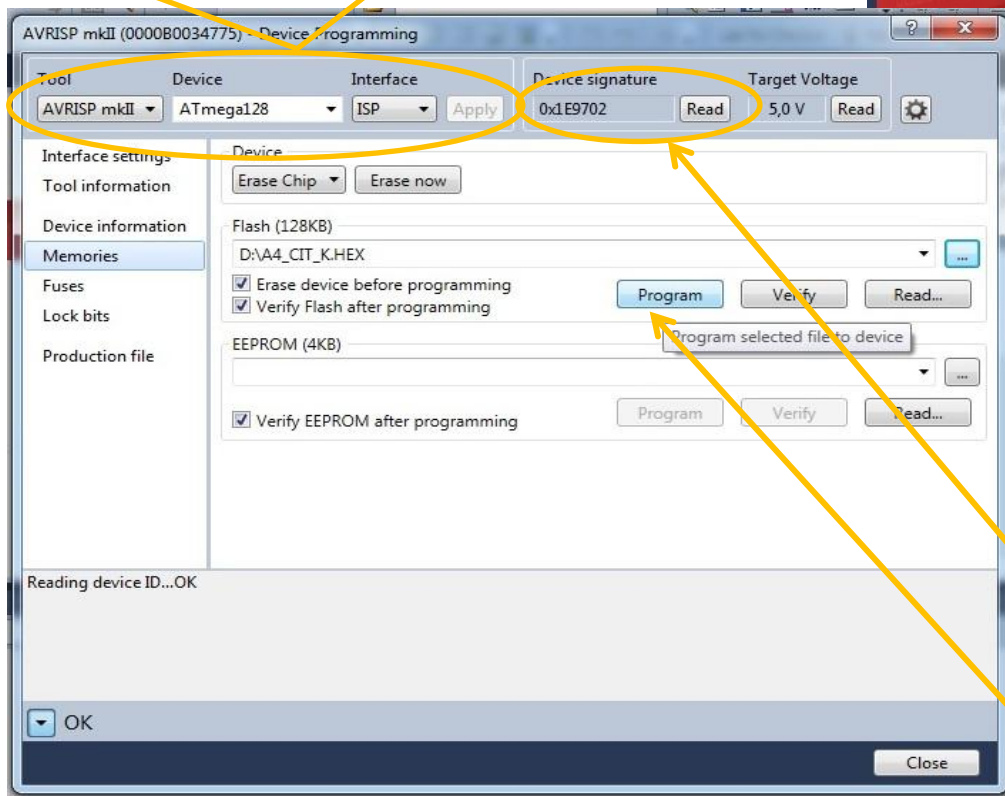 AVRISP mkII (0000B0034775) - Device Programming
Tool Device Interface Device signature Target Voltage
AVRISP mkII ATmega128 ISP Apply 0x1E9702 Read 5,0 V Read
Interface settings
Tool information
Device information
Memories
Fuses
Lock bits
Production file
Device
Erase Chip Erase now
Flash (128KB)
D:\A4_CIT_K.HEX ...
Erase device before programming
Verify Flash after programming
Program Verify Read...
Program selected file to device
EEPROM (4KB)
...
Verify EEPROM after programming
Program Verify Read...
Reading device ID...OK
OK
Close